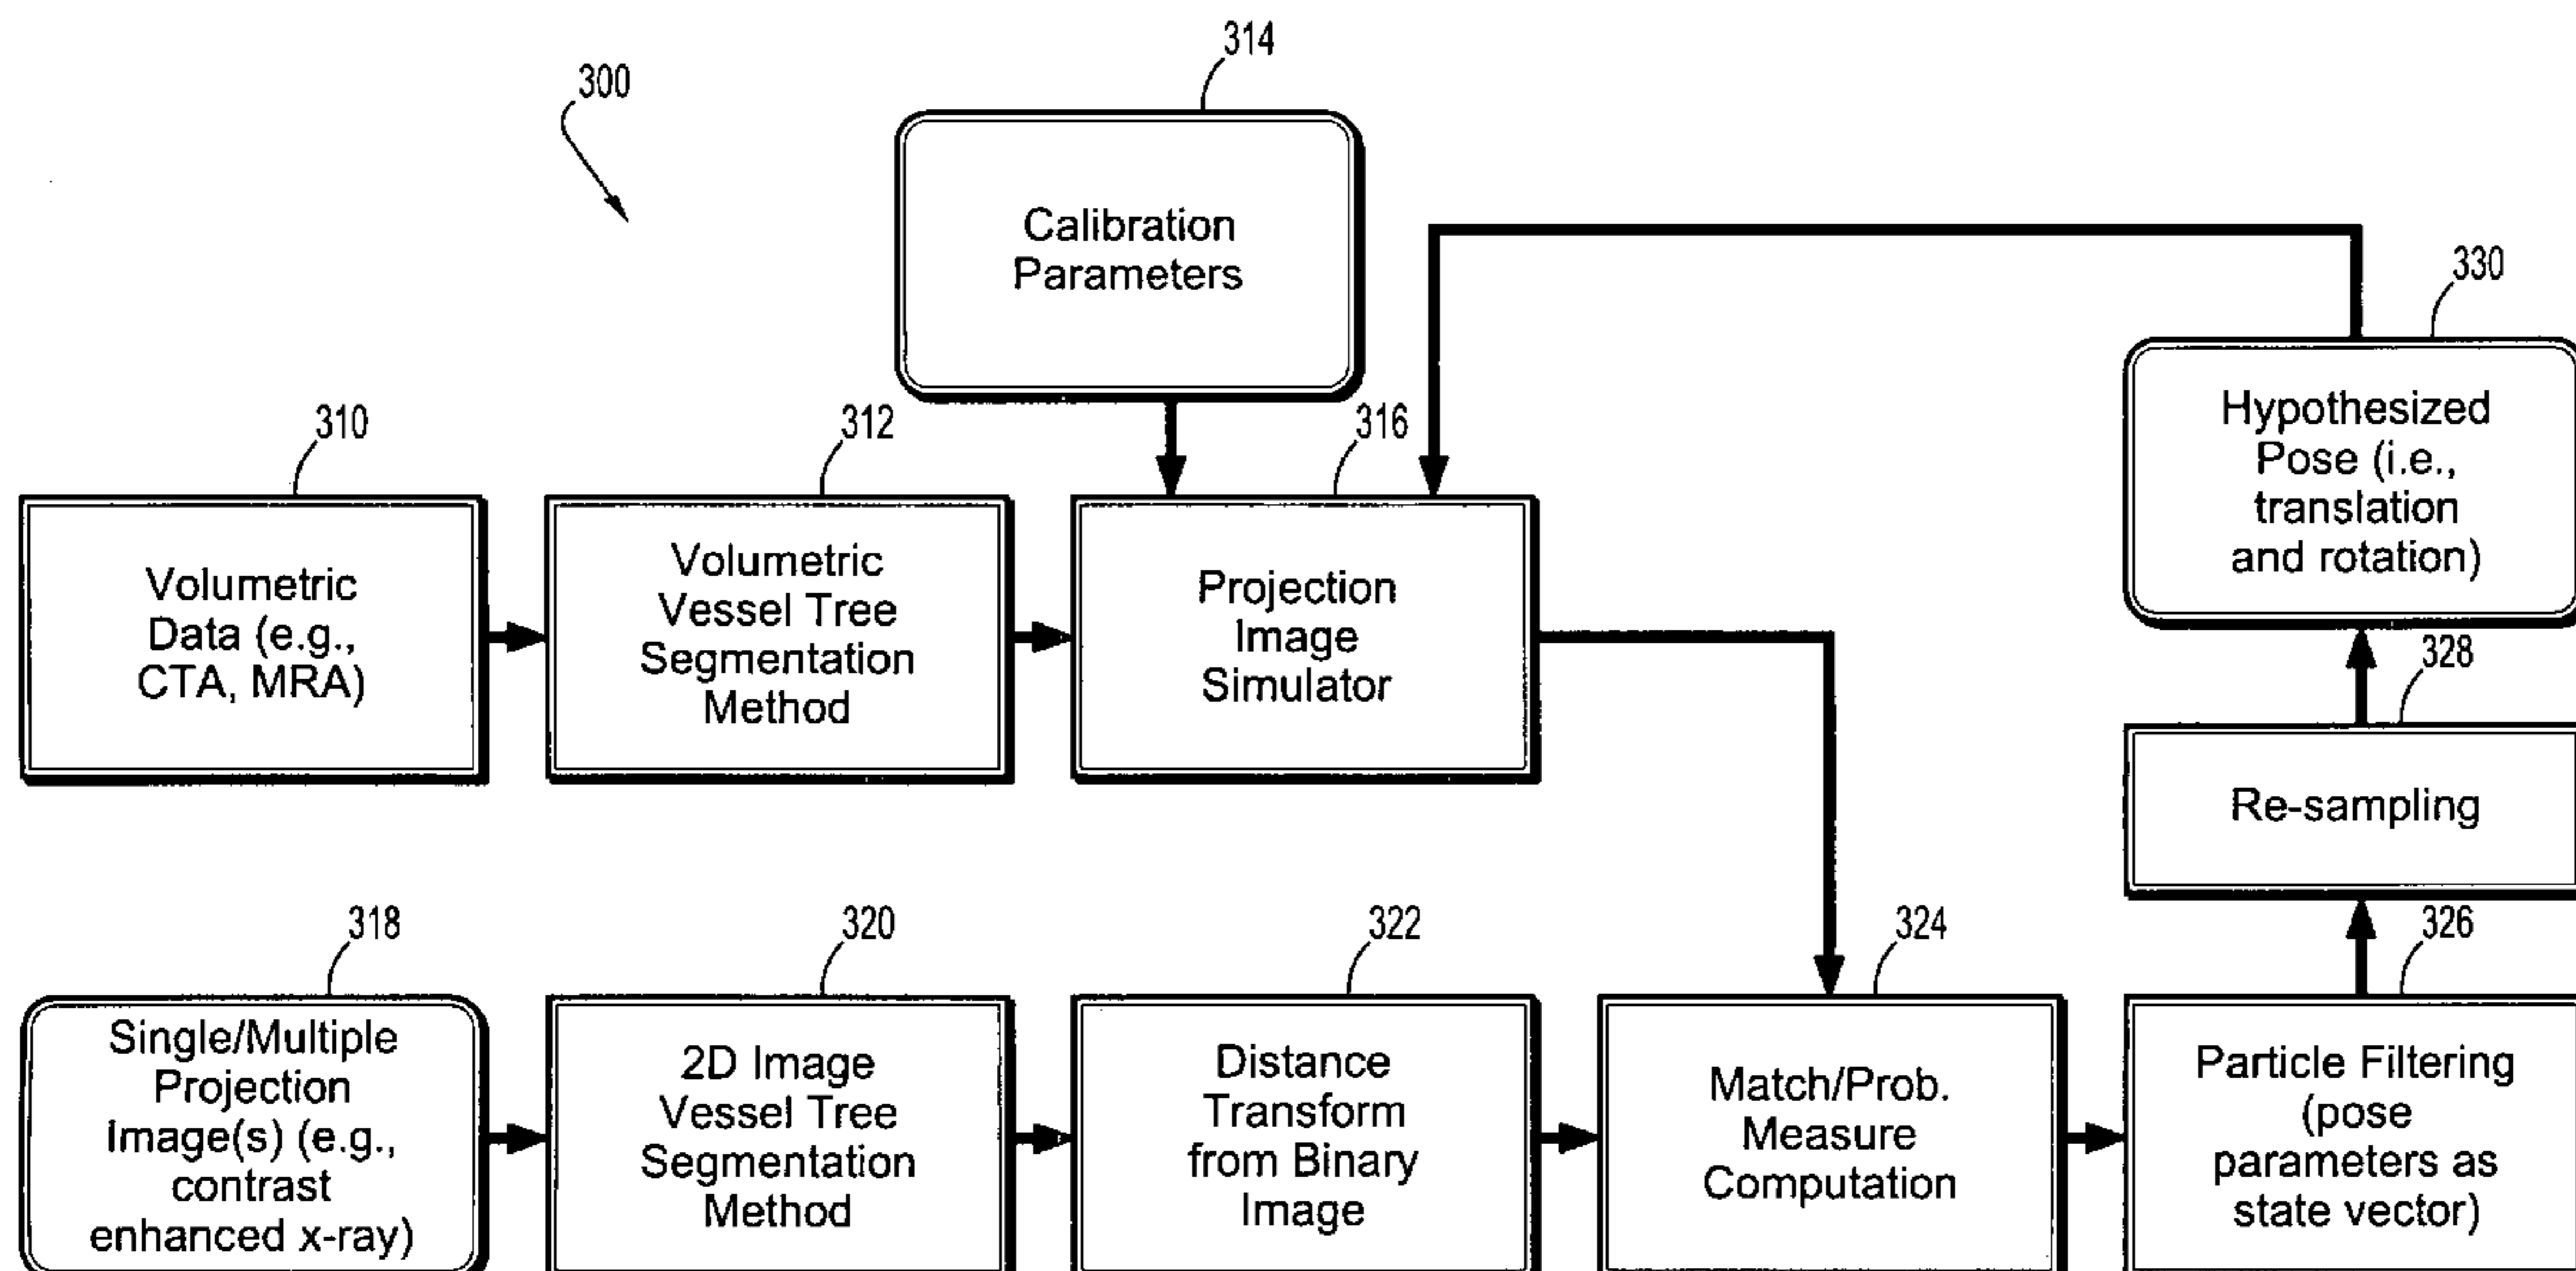 300
314
Calibration
Parameters
330
Hypothesized
Pose (i.e.,
translation
and rotation)
310
Volumetric
Data (e.g.,
CTA, MRA)
312
Volumetric
Vessel Tree
Segmentation
Method
316
Projection
Image
Simulator
328
Re-sampling
318
Single/Multiple
Projection
Image(s) (e.g.,
contrast
enhanced x-ray)
320
2D Image
Vessel Tree
Segmentation
Method
322
Distance
Transform
from Binary
Image
324
Match/Prob.
Measure
Computation
326
Particle Filtering
(pose
parameters as
state vector)